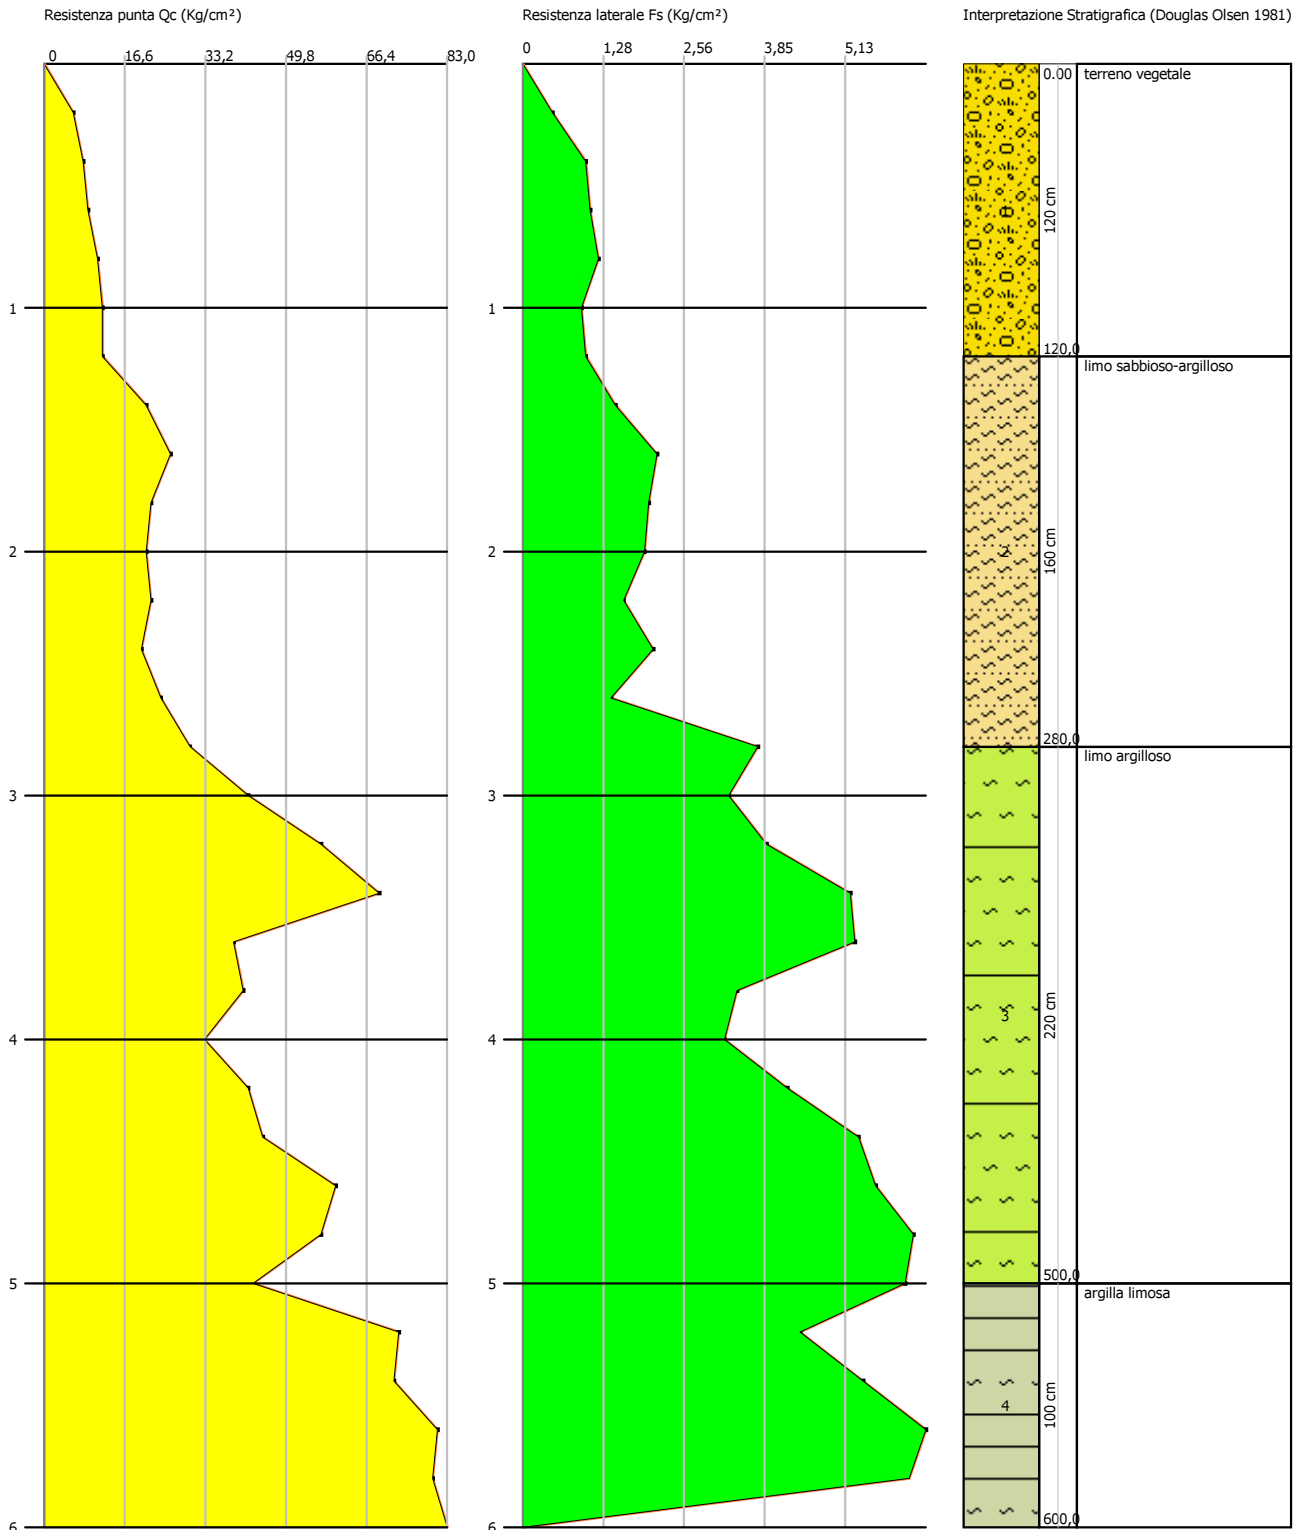 Resistenza punta Qc (Kg/cm²)
Resistenza laterale Fs (Kg/cm²)
Interpretazione Stratigrafica (Douglas Olsen 1981)
0 16,6 33,2 49,8 66,4 83,0
0 1,28 2,56 3,85 5,13
0.00 terreno vegetale
120 cm
1
1
1
120,0
limo sabbioso-argilloso
2
2
2
160 cm
280,0
limo argilloso
3
3
3
220 cm
4
4
5
5
500,0
argilla limosa
4
100 cm
6
6
600,0